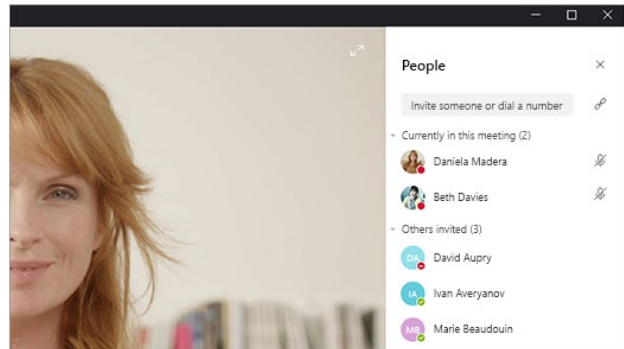 People
Invite someone or dial a number
Currently in this meeting (2)
Daniela Madera
Beth Davies
Others invited (3)
DA David Aupry
IA Ivan Averyanov
MB Marie Beaudouin